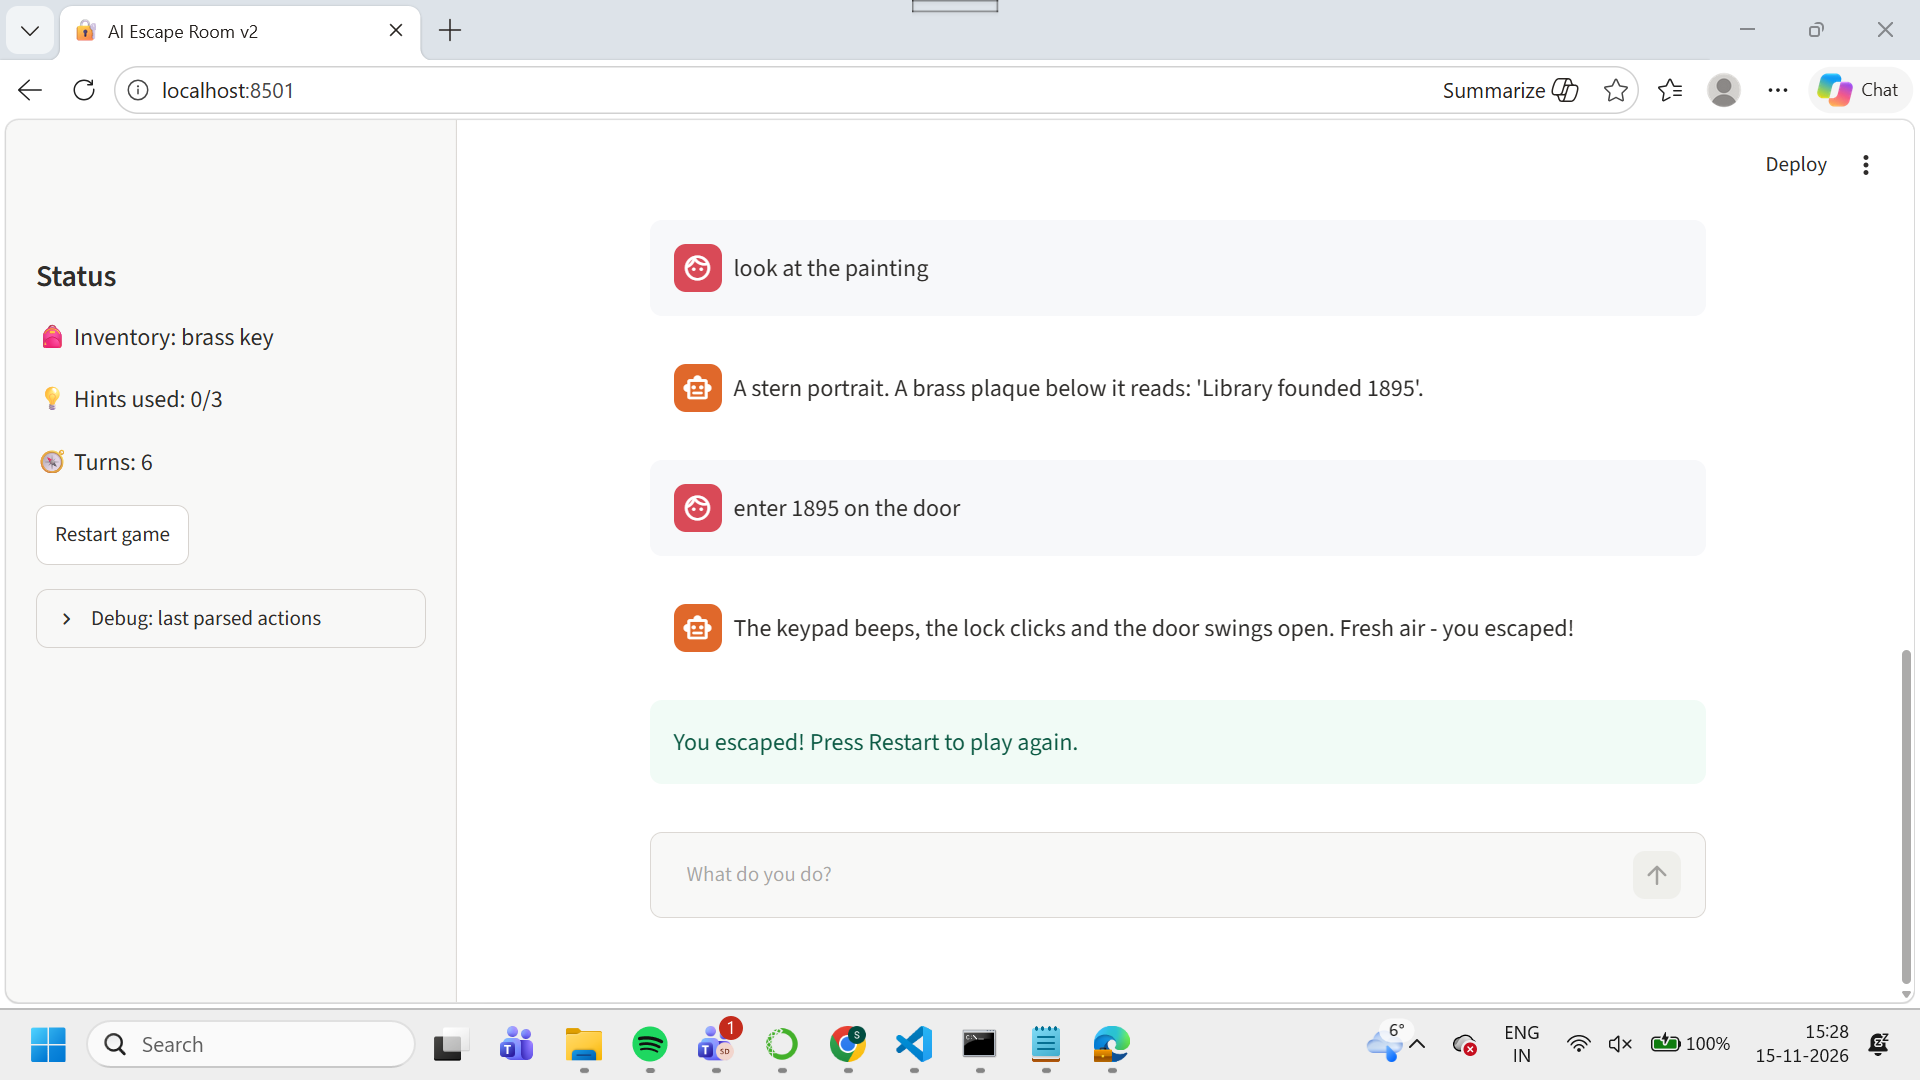 AI Escape Room v2
localhost:8501
Summarize
Chat
Deploy
Status
Inventory: brass key
Hints used: 0/3
Turns: 6
Restart game
Debug: last parsed actions
look at the painting
A stern portrait. A brass plaque below it reads: 'Library founded 1895'.
enter 1895 on the door
The keypad beeps, the lock clicks and the door swings open. Fresh air - you escaped!
You escaped! Press Restart to play again.
What do you do?
Search
T
1
T
SD
S
C:\_
6°
ENG
IN
100%
15:28
15-11-2026